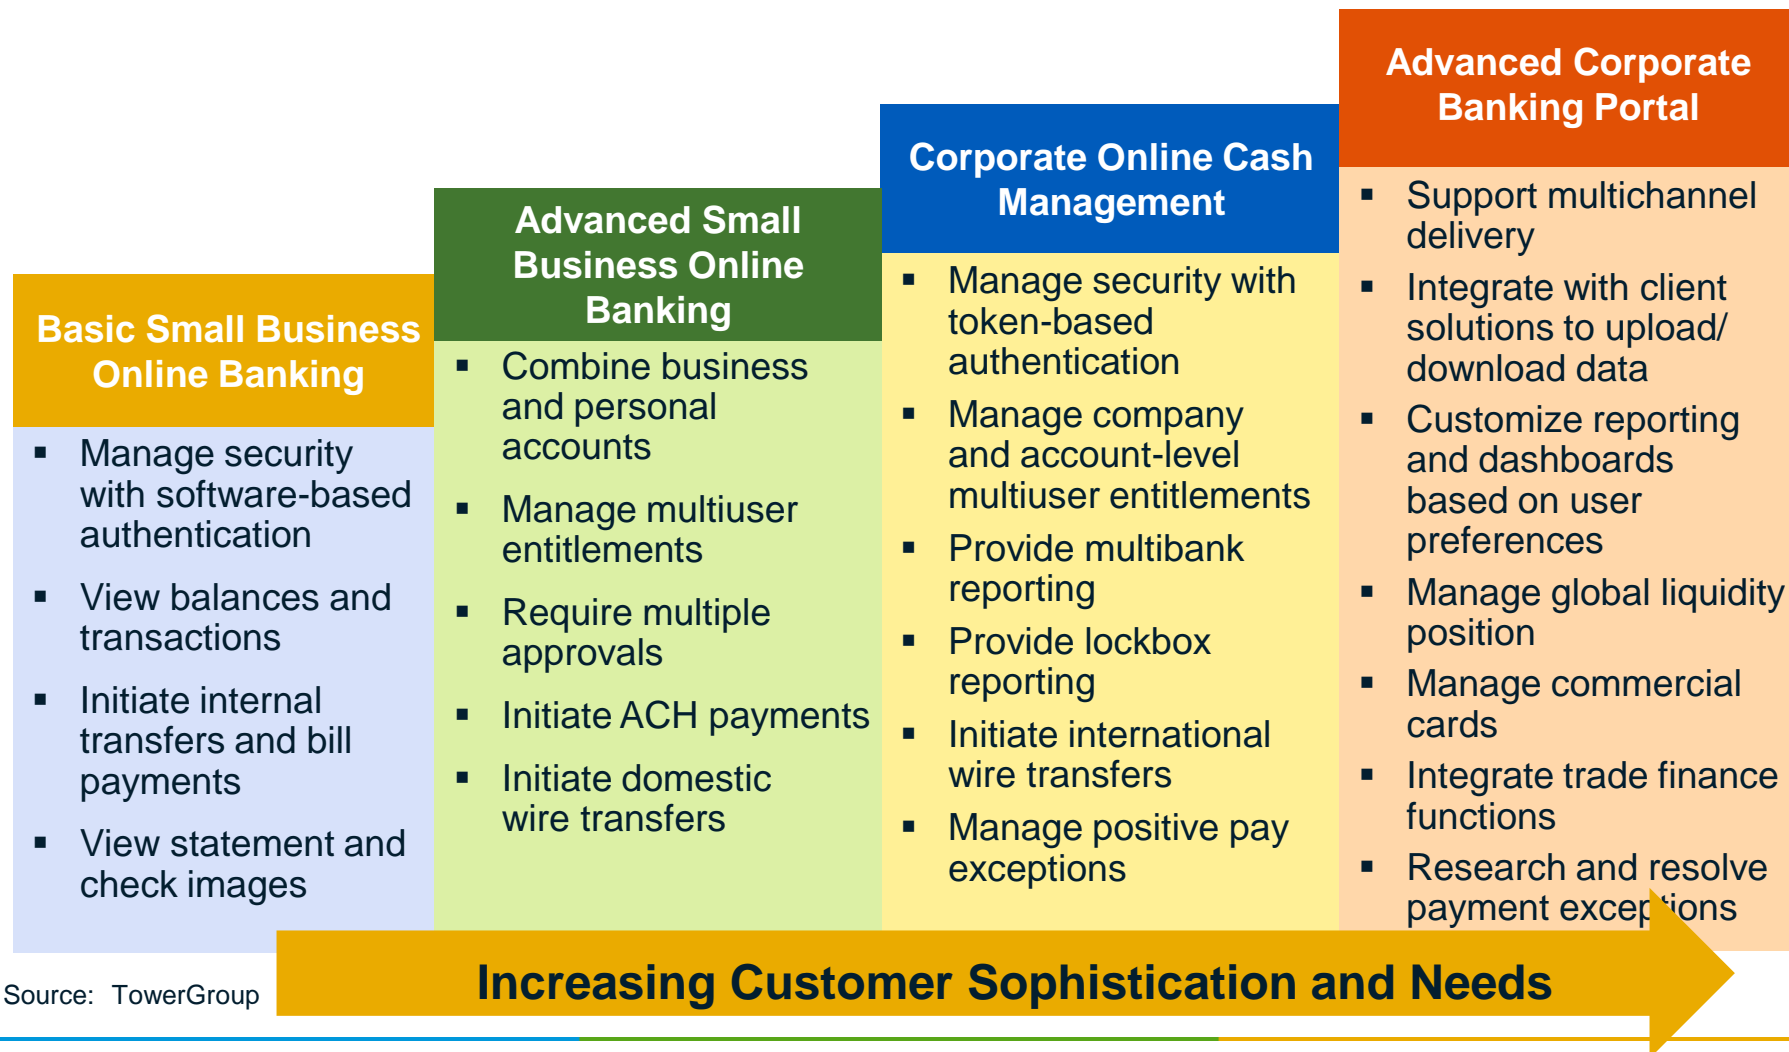 Basic Small Business
Online Banking
▪ Manage security
with software-based
authentication
▪ View balances and
transactions
▪ Initiate internal
transfers and bill
payments
▪ View statement and
check images
Advanced Small
Business Online
Banking
▪ Combine business
and personal
accounts
▪ Manage multiuser
entitlements
▪ Require multiple
approvals
▪ Initiate ACH payments
▪ Initiate domestic
wire transfers
Corporate Online Cash
Management
▪ Manage security with
token-based
authentication
▪ Manage company
and account-level
multiuser entitlements
▪ Provide multibank
reporting
▪ Provide lockbox
reporting
▪ Initiate international
wire transfers
▪ Manage positive pay
exceptions
Advanced Corporate
Banking Portal
▪ Support multichannel
delivery
▪ Integrate with client
solutions to upload/
download data
▪ Customize reporting
and dashboards
based on user
preferences
▪ Manage global liquidity
position
▪ Manage commercial
cards
▪ Integrate trade finance
functions
▪ Research and resolve
payment exceptions
Increasing Customer Sophistication and Needs
Source: TowerGroup